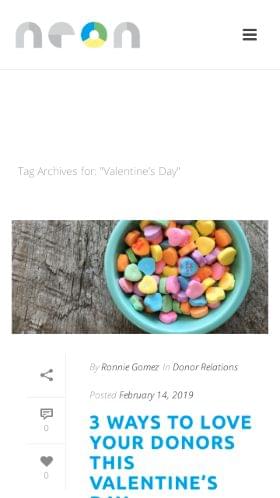 neon
Tag Archives for: "Valentine's Day"
By Ronnie Gomez In Donor Relations
Posted February 14, 2019
0
0
3 WAYS TO LOVE
YOUR DONORS
THIS
VALENTINE'S